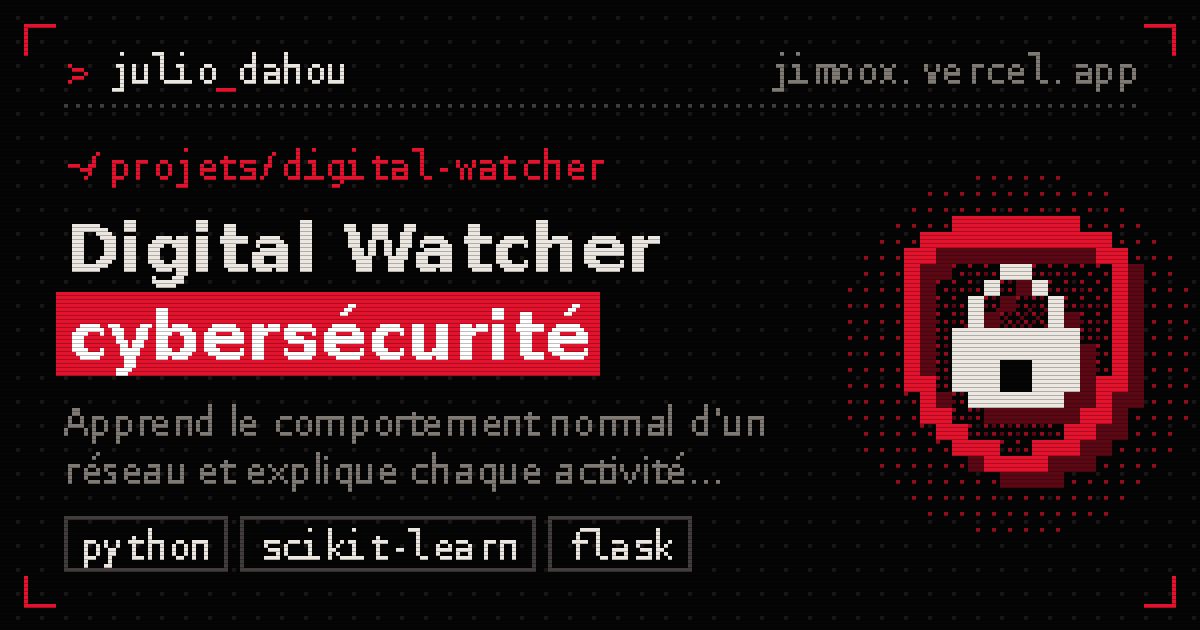 > julio_dahou
jimoox.vercel.app
~/projets/digital-watcher
Digital Watcher
cybersécurité
Apprend le comportement normal d'un
réseau et explique chaque activité...
python scikit-learn flask